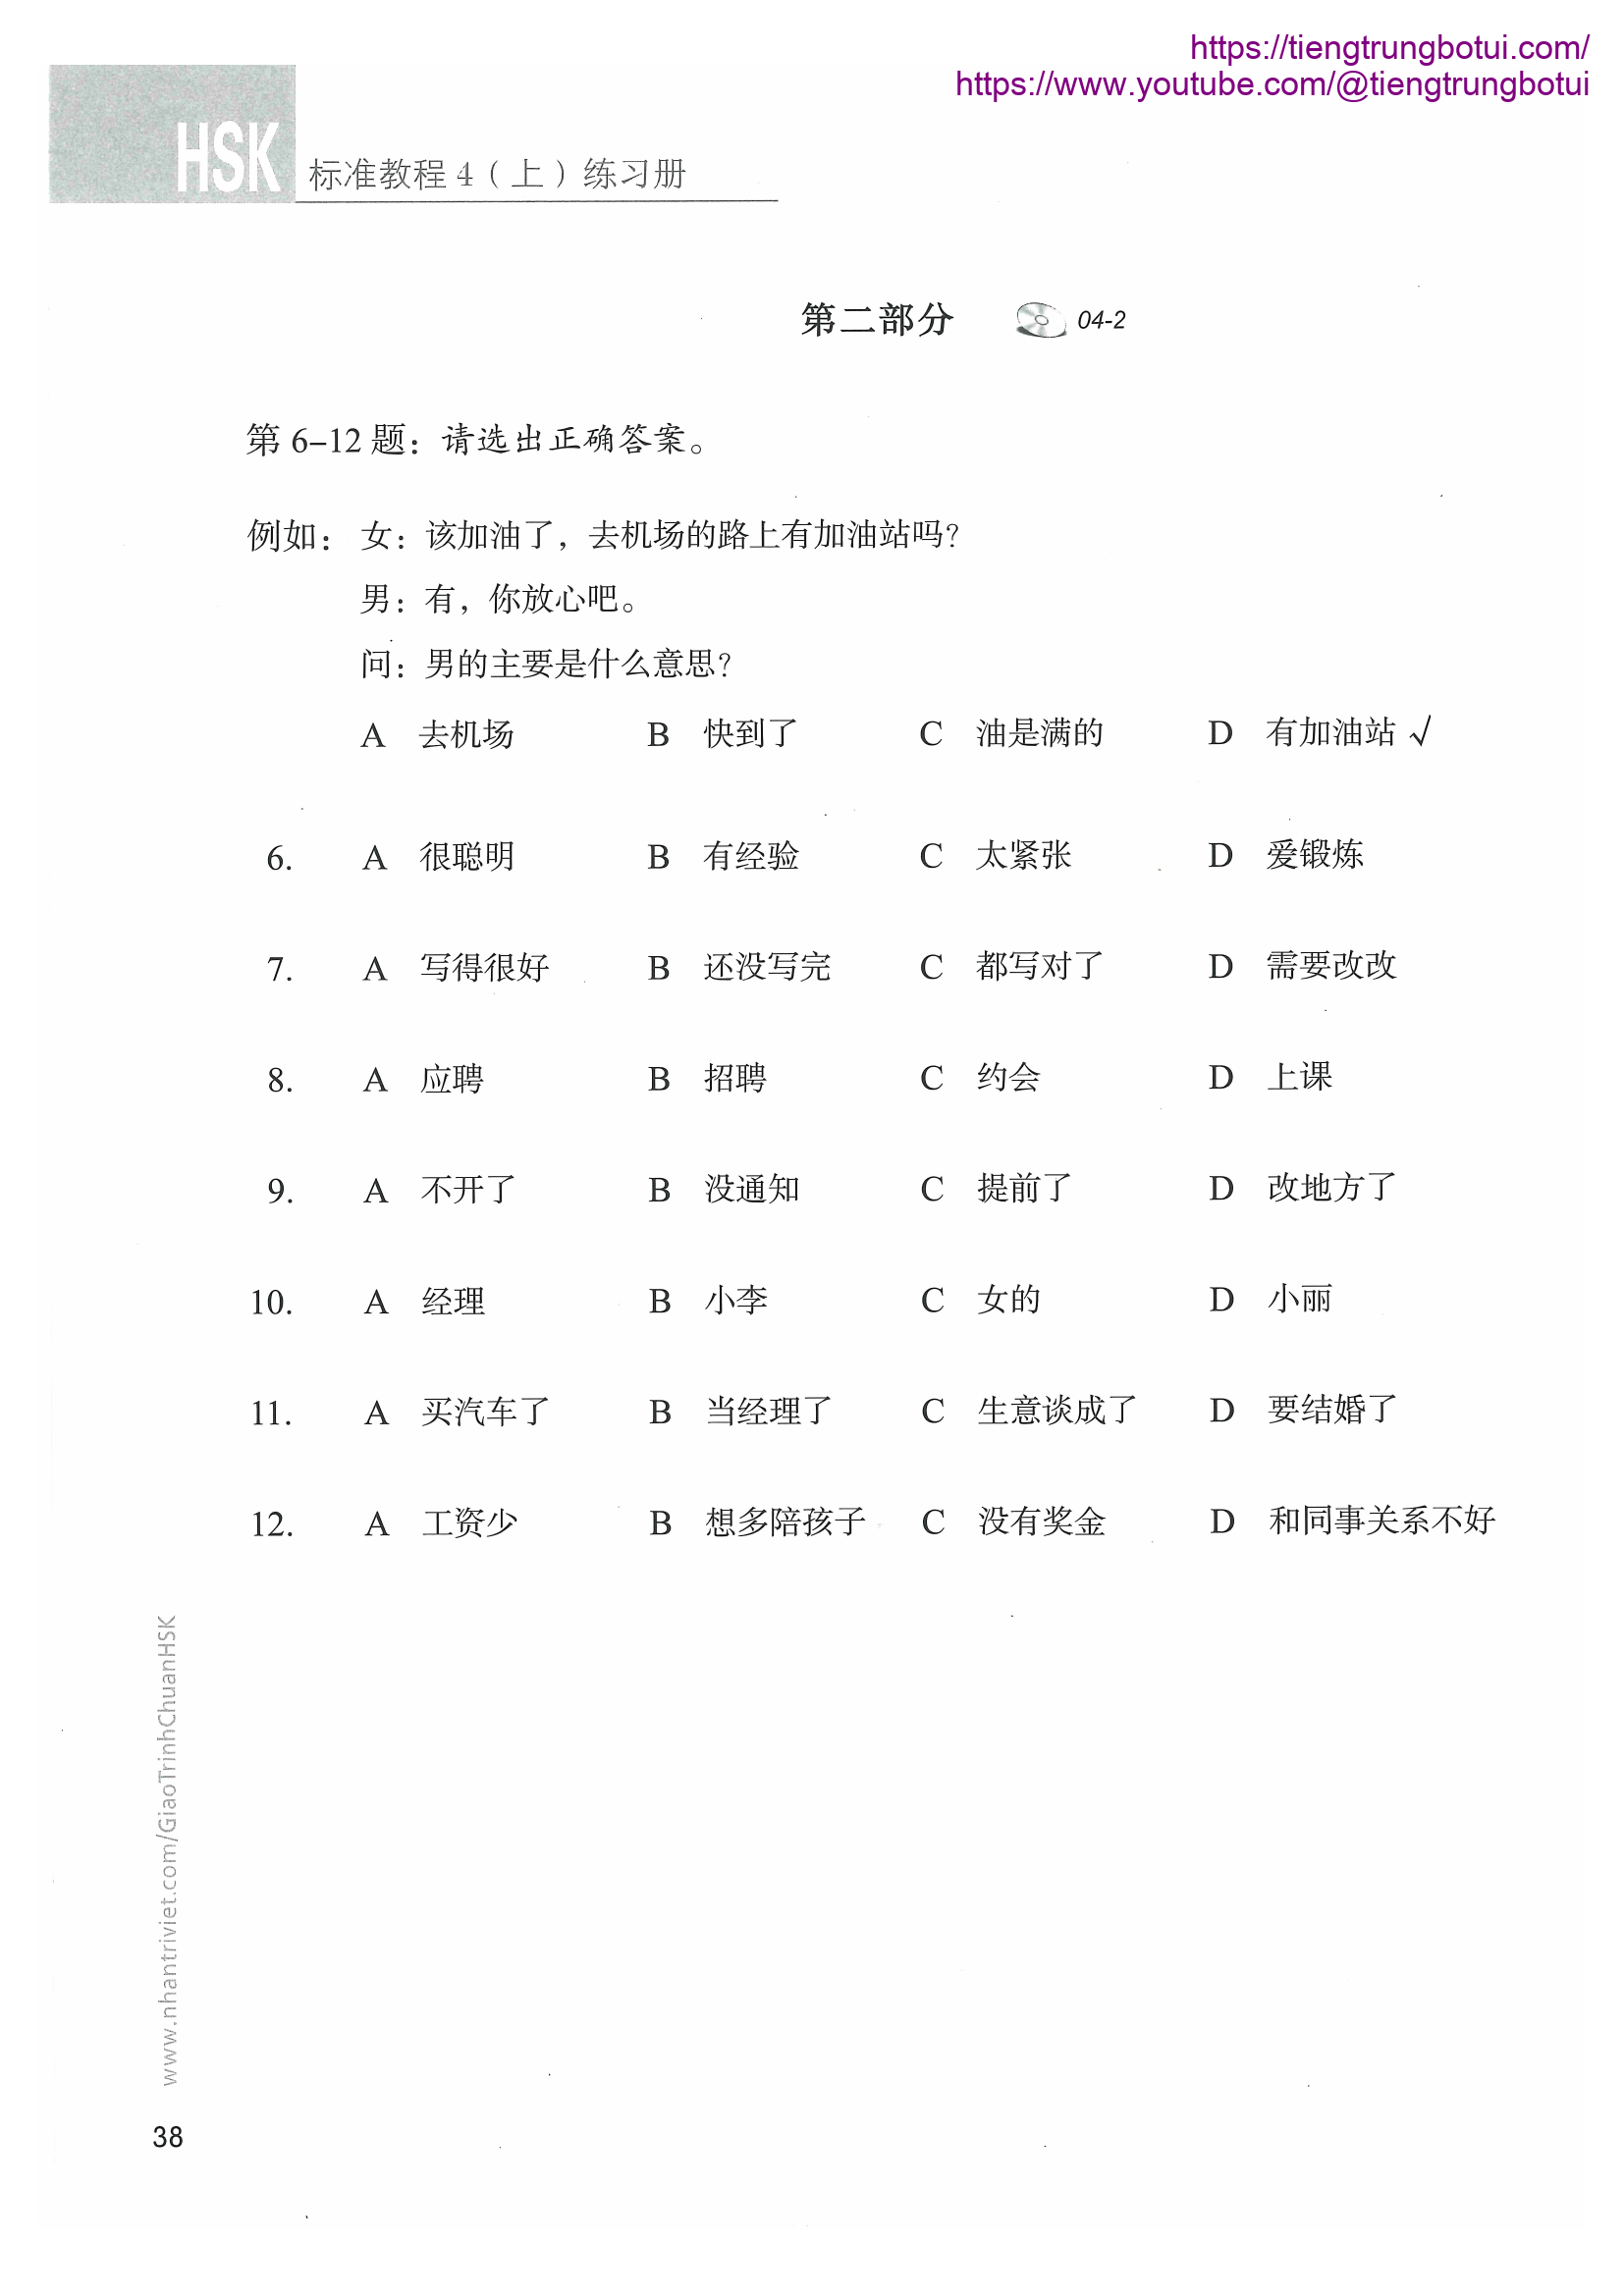 https://tiengtrungbotui.com/
https://www.youtube.com/@tiengtrungbotui
HSK 标准教程 4（上）练习册
第二部分 04-2
第 6–12 题：请选出正确答案。
例如：女：该加油了，去机场的路上有加油站吗？
男：有，你放心吧。
问：男的主要是什么意思？
A 去机场 B 快到了 C 油是满的 D 有加油站 √
6. A 很聪明 B 有经验 C 太紧张 D 爱锻炼
7. A 写得很好 B 还没写完 C 都写对了 D 需要改改
8. A 应聘 B 招聘 C 约会 D 上课
9. A 不开了 B 没通知 C 提前了 D 改地方了
10. A 经理 B 小李 C 女的 D 小丽
11. A 买汽车了 B 当经理了 C 生意谈成了 D 要结婚了
12. A 工资少 B 想多陪孩子 C 没有奖金 D 和同事关系不好
www.nhantriviet.com/GiaoTrinhChuanHSK
38